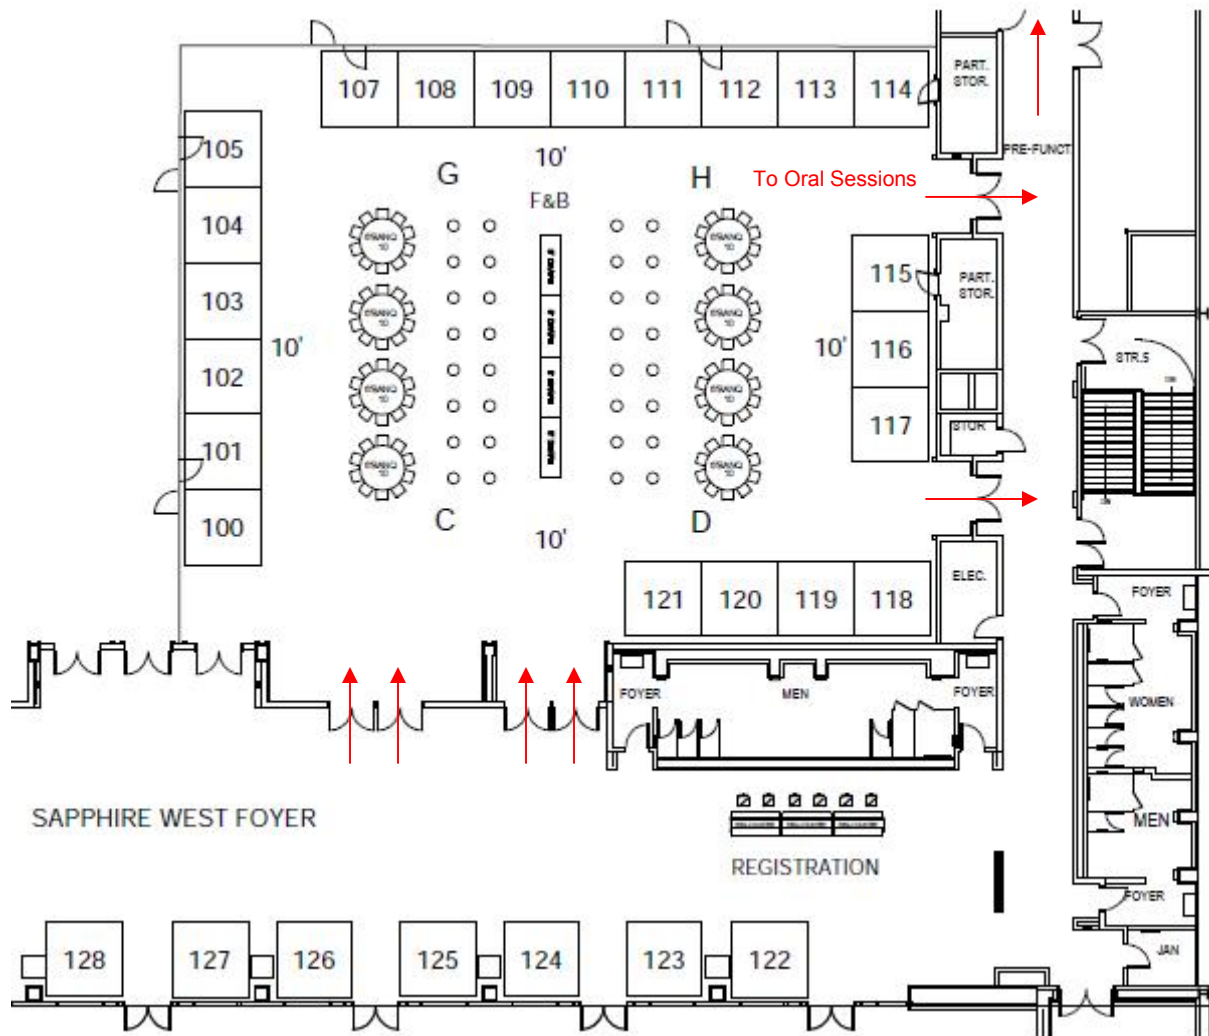 PART.
STOR.
107 108 109 110 111 112 113 114
105
10'
PRE-FUNCT
G
H
To Oral Sessions
F&B
104
115
PART.
STOR.
103
10'
10'
116
STR.5
102
101
117
STOR
100
C
D
10'
121 120 119 118
ELEC.
FOYER
FOYER
MEN
FOYER
WOMEN
SAPPHIRE WEST FOYER
MEN
REGISTRATION
FOYER
128 127 126 125 124 123 122
JAN